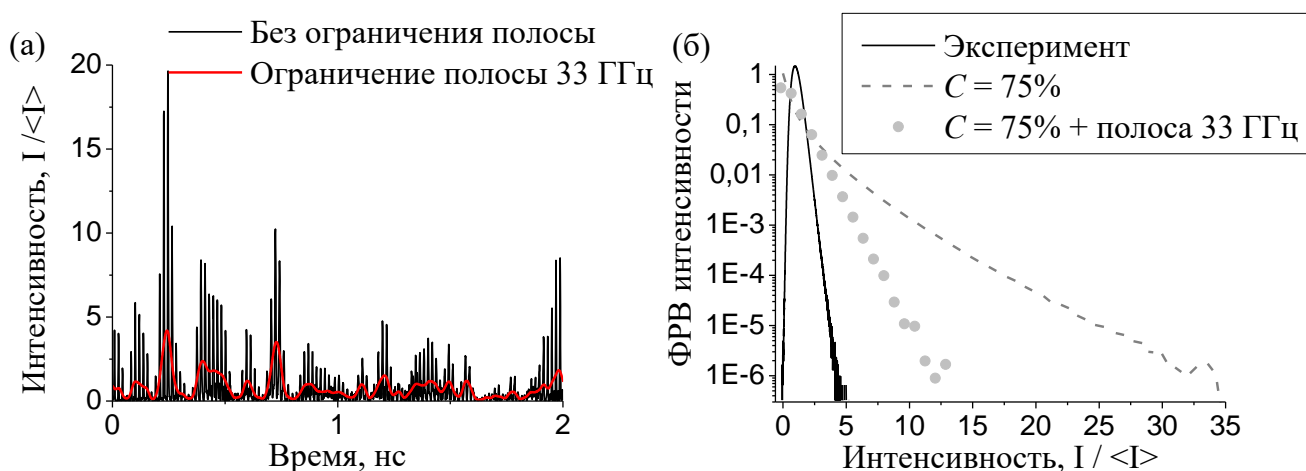 (а)
Без ограничения полосы
Ограничение полосы 33 ГГц
Интенсивность, I /<I>
20
15
10
5
0
0
1
2
Время, нс
(б)
Эксперимент
C = 75%
C = 75% + полоса 33 ГГц
ФРВ интенсивности
1
0,1
0,01
1E-3
1E-4
1E-5
1E-6
0
5
10
15
20
25
30
35
Интенсивность, I / <I>